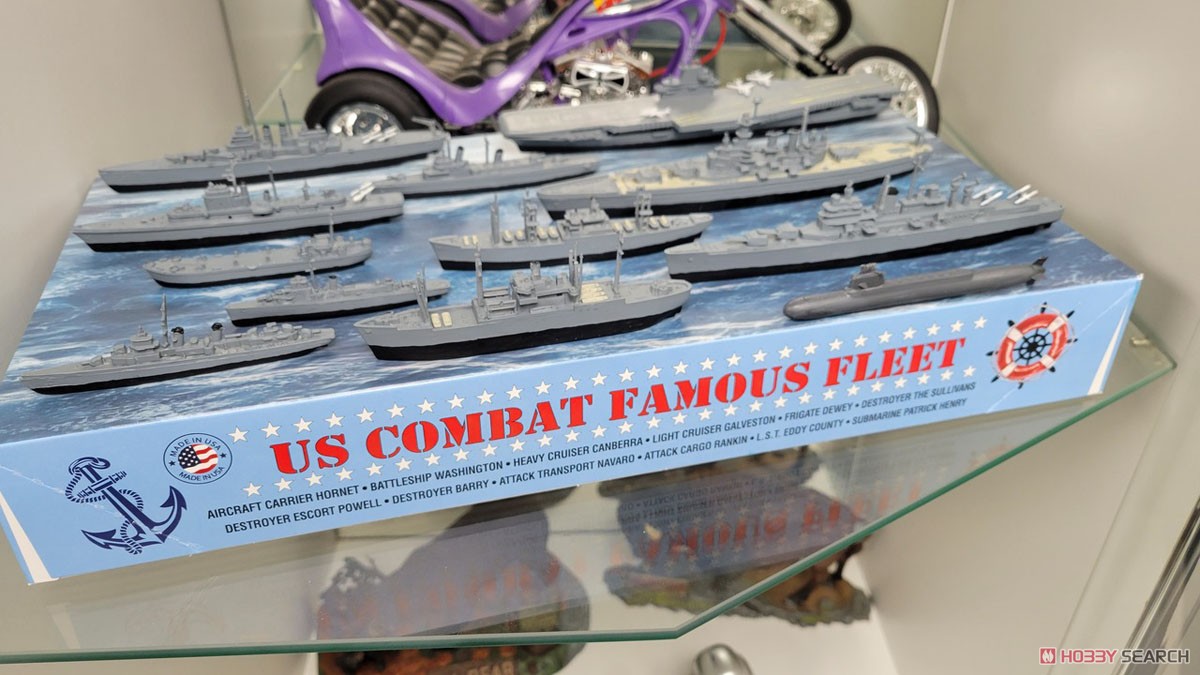 US COMBAT FAMOUS FLEET
MADE IN USA
MADE IN USA
AIRCRAFT CARRIER HORNET • BATTLESHIP WASHINGTON • HEAVY CRUISER CANBERRA • LIGHT CRUISER GALVESTON • FRIGATE DEWEY • DESTROYER THE SULLIVANS
DESTROYER ESCORT POWELL • DESTROYER BARRY • ATTACK TRANSPORT NAVARO • ATTACK CARGO RANKIN • L.S.T. EDDY COUNTY • SUBMARINE PATRICK HENRY
HOBBY SEARCH